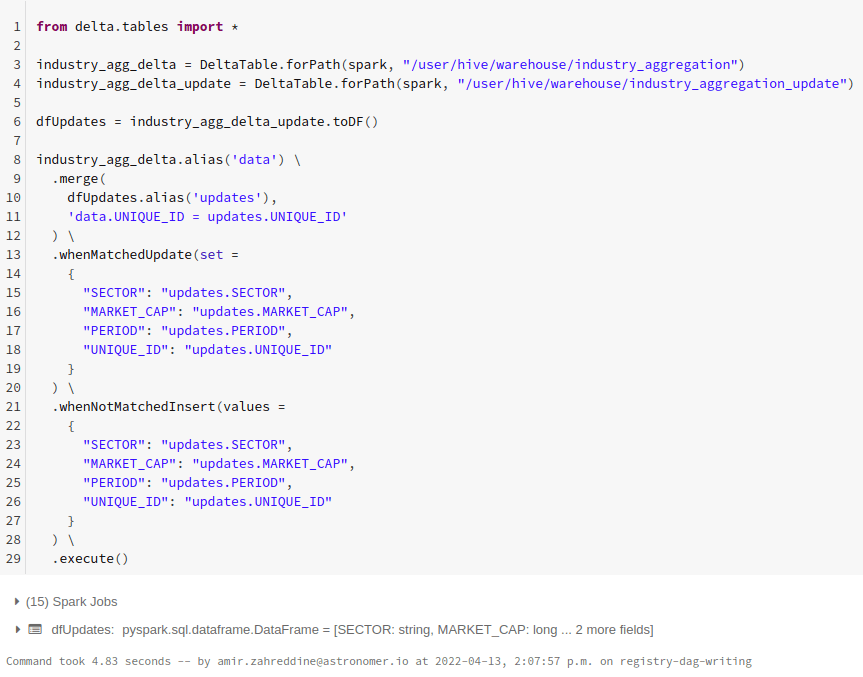 1 from delta.tables import *
2
3 industry_agg_delta = DeltaTable.forPath(spark, "/user/hive/warehouse/industry_aggregation")
4 industry_agg_delta_update = DeltaTable.forPath(spark, "/user/hive/warehouse/industry_aggregation_update")
5
6 dfUpdates = industry_agg_delta_update.toDF()
7
8 industry_agg_delta.alias('data') \
9   .merge(
10     dfUpdates.alias('updates'),
11     'data.UNIQUE_ID = updates.UNIQUE_ID'
12   ) \
13   .whenMatchedUpdate(set =
14     {
15       "SECTOR": "updates.SECTOR",
16       "MARKET_CAP": "updates.MARKET_CAP",
17       "PERIOD": "updates.PERIOD",
18       "UNIQUE_ID": "updates.UNIQUE_ID"
19     }
20   ) \
21   .whenNotMatchedInsert(values =
22     {
23       "SECTOR": "updates.SECTOR",
24       "MARKET_CAP": "updates.MARKET_CAP",
25       "PERIOD": "updates.PERIOD",
26       "UNIQUE_ID": "updates.UNIQUE_ID"
27     }
28   ) \
29   .execute()
(15) Spark Jobs
dfUpdates: pyspark.sql.dataframe.DataFrame = [SECTOR: string, MARKET_CAP: long ... 2 more fields]
Command took 4.83 seconds -- by amir.zahreddine@astronomer.io at 2022-04-13, 2:07:57 p.m. on registry-dag-writing